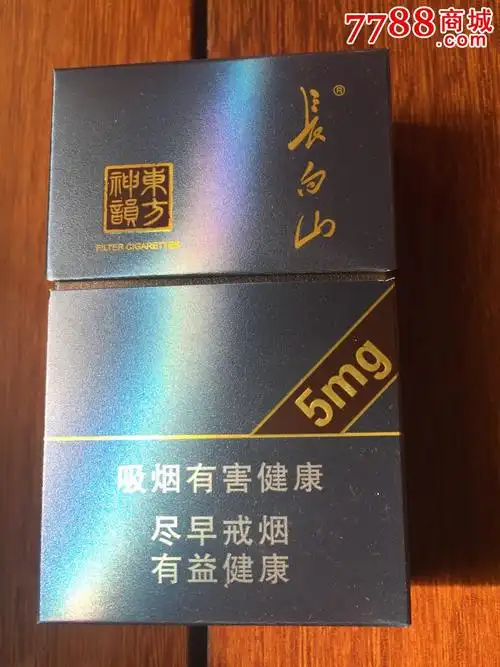 7788商城
.com
長白山®
東方
神韻
FILTER CIGARETTES
5mg
吸烟有害健康
尽早戒烟
有益健康